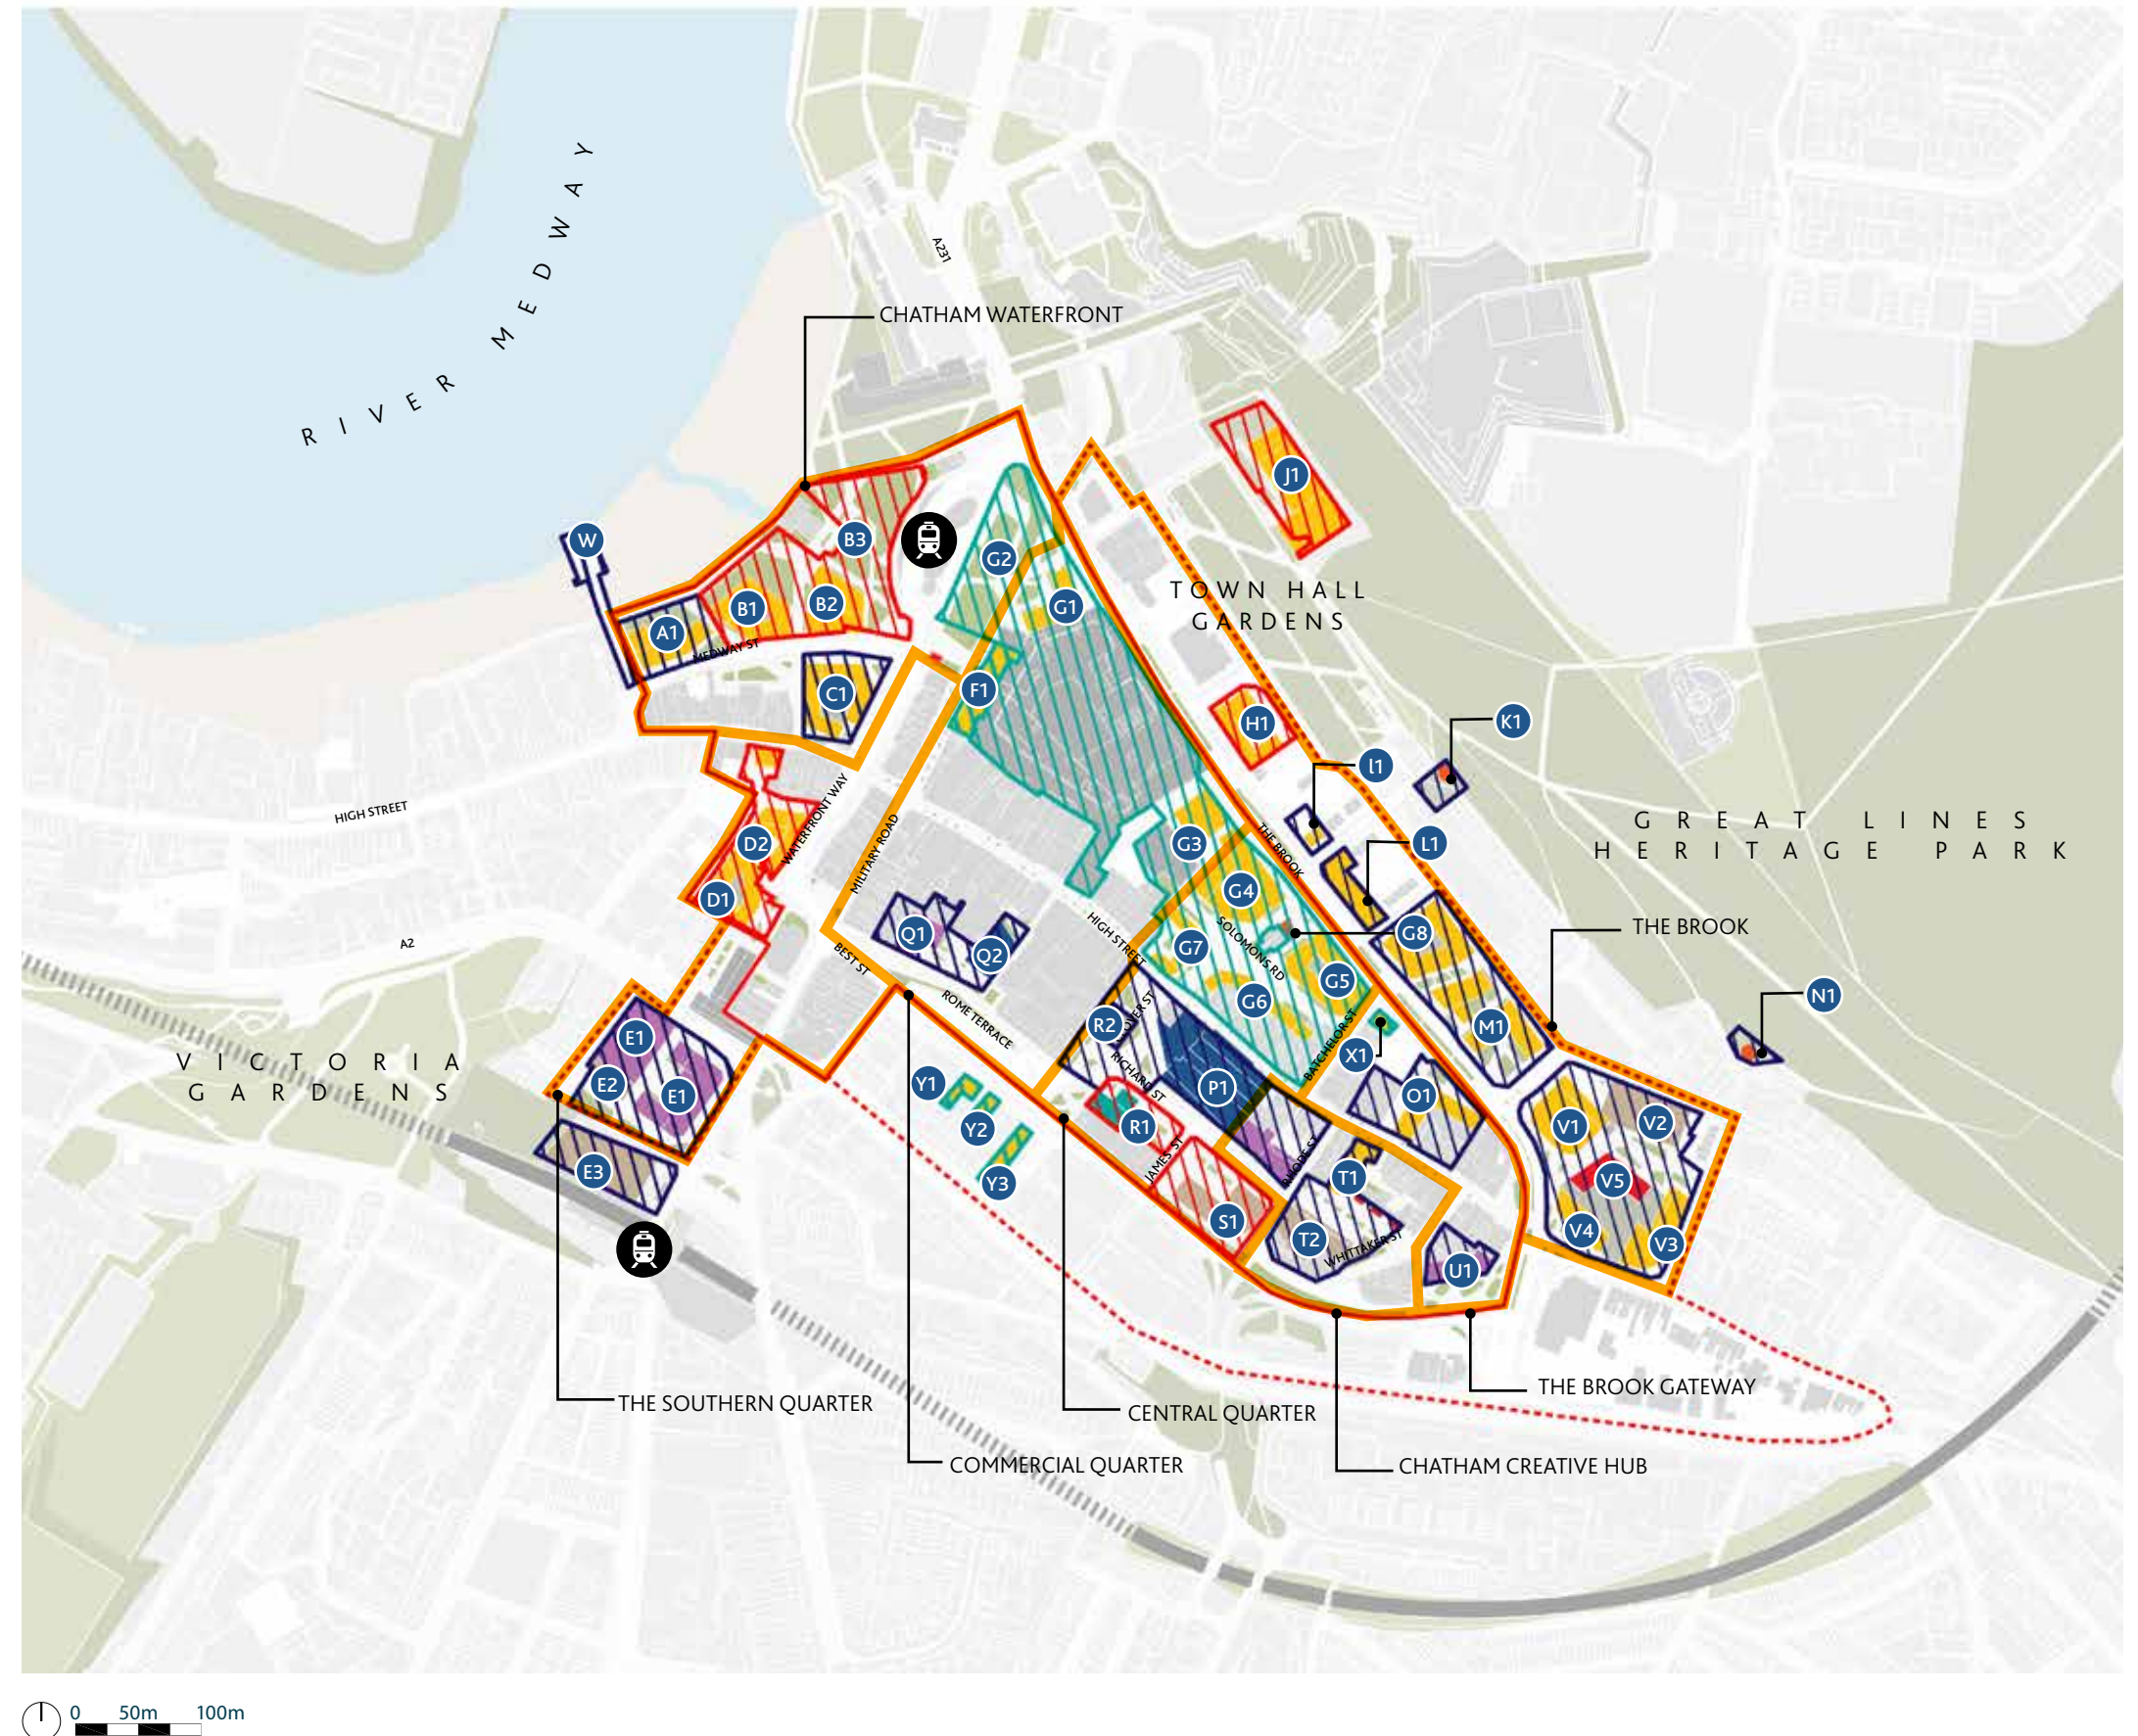 RIVER MEDWAY
A231
CHATHAM WATERFRONT
J1
W
B3
G2
TOWN HALL
GARDENS
B1
B2
G1
A1
MEDWAY ST
C1
F1
H1
K1
I1
HIGH STREET
WATERFRONT WAY
MILITARY ROAD
THE BROOK
GREAT LINES
HERITAGE PARK
D2
G3
L1
D1
G4
A2
Q1
Q2
BEST ST
HIGH STREET
G7
SOLOMONS RD
G8
THE BROOK
G5
G6
ROME TERRACE
N1
R2
M1
E1
VICTORIA
GARDENS
BATCHELOR ST
X1
RICHARD ST
Y1
P1
E2
E1
O1
Y2
R1
V1
V2
JAMES ST
RHODE ST
E3
Y3
T1
V5
S1
T2
WHITTAKER ST
V4
V3
U1
THE SOUTHERN QUARTER
CENTRAL QUARTER
THE BROOK GATEWAY
COMMERCIAL QUARTER
CHATHAM CREATIVE HUB
0 50m 100m